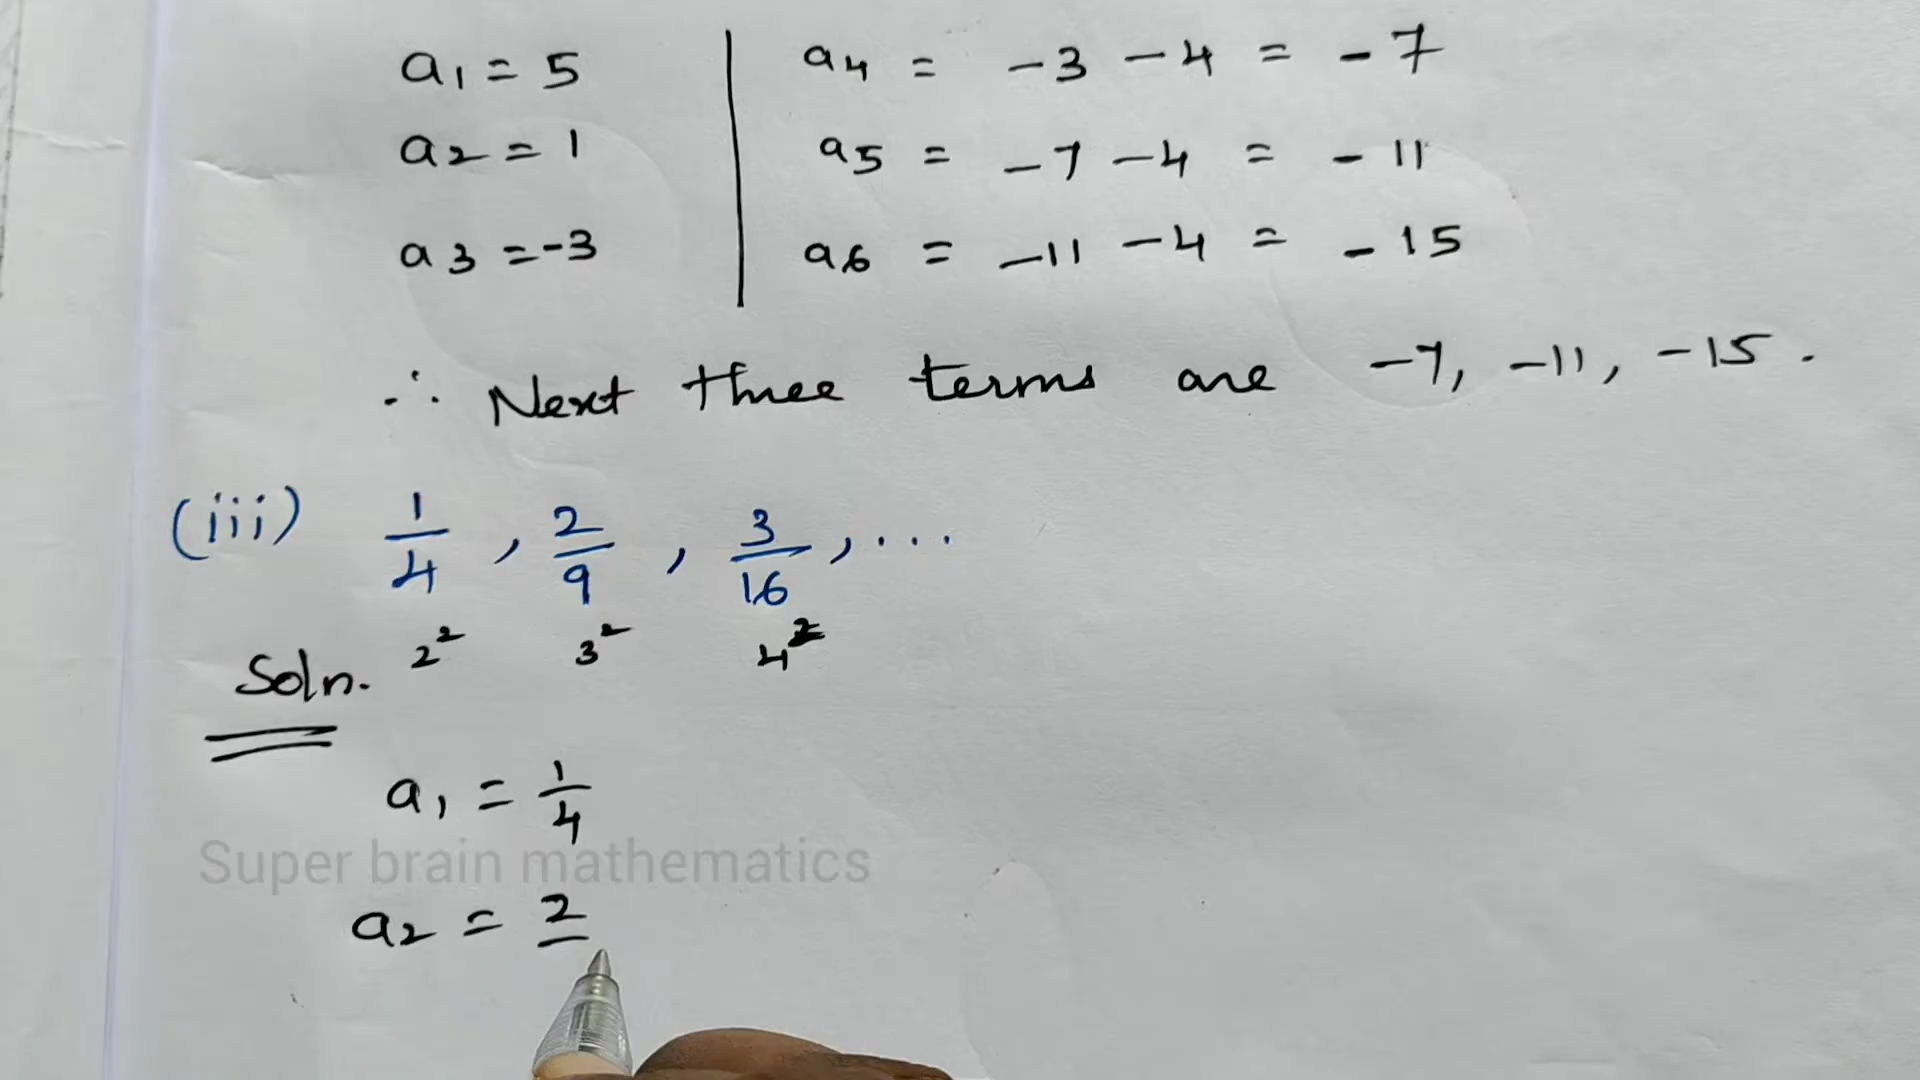 a₁ = 5
a₂ = 1
a₃ = -3
a₄ = -3 - 4 = -7
a₅ = -7 - 4 = -11
a₆ = -11 - 4 = -15
∴ Next three terms are -7, -11, -15.
(iii) 1/4, 2/9, 3/16, ...
2² 3² 4²
Soln.
a₁ = 1/4
Super brain mathematics
a₂ = 2/